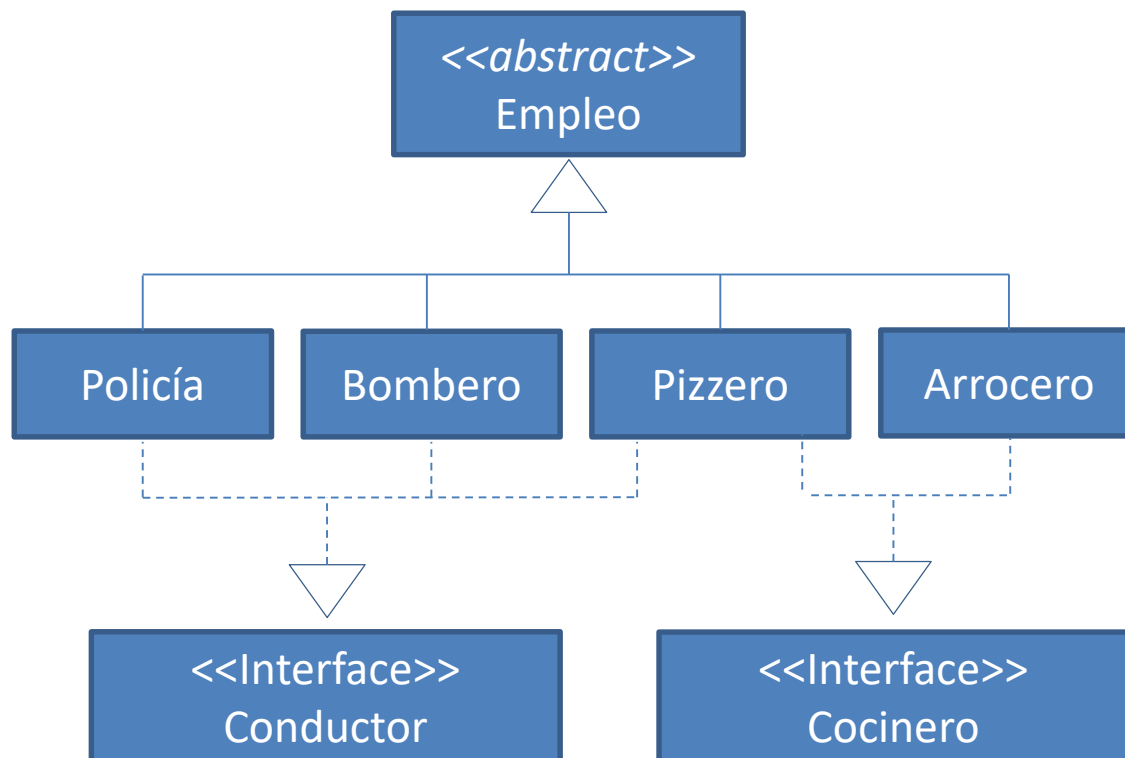 <<abstract>>
Empleo
Policía
Bombero
Pizzero
Arrocero
<<Interface>>
Conductor
<<Interface>>
Cocinero